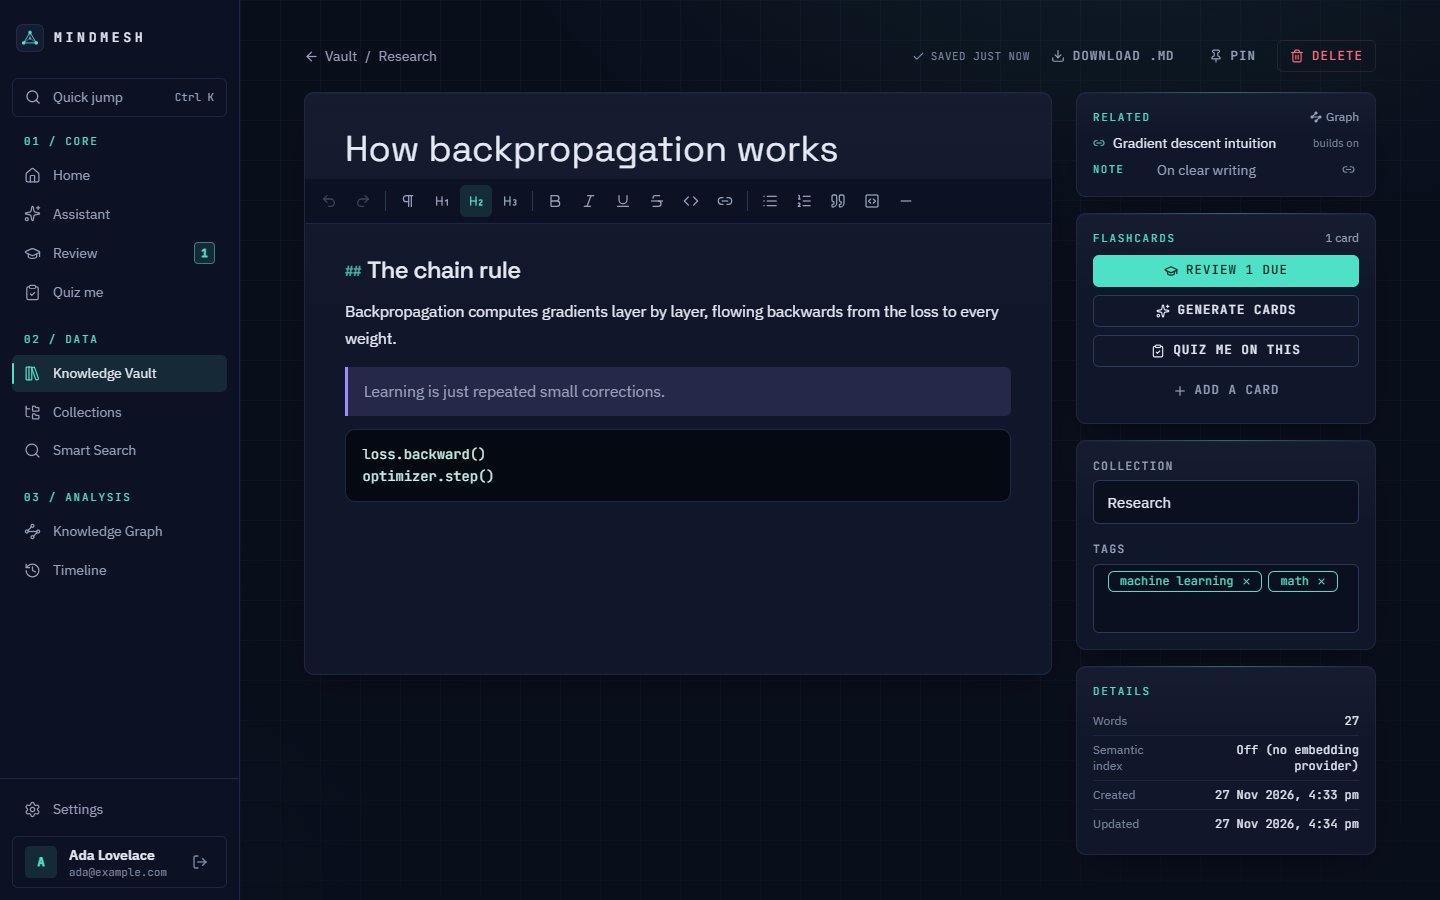 MINDMESH
Quick jump Ctrl K
01 / CORE
Home
Assistant
Review 1
Quiz me
02 / DATA
Knowledge Vault
Collections
Smart Search
03 / ANALYSIS
Knowledge Graph
Timeline
Settings
A
Ada Lovelace
ada@example.com
Vault / Research
SAVED JUST NOW
DOWNLOAD .MD
PIN
DELETE
How backpropagation works
H1 H2 H3 B I U S
## The chain rule
Backpropagation computes gradients layer by layer, flowing backwards from the loss to every
weight.
Learning is just repeated small corrections.
loss.backward()
optimizer.step()
RELATED Graph
Gradient descent intuition builds on
NOTE On clear writing
FLASHCARDS 1 card
REVIEW 1 DUE
GENERATE CARDS
QUIZ ME ON THIS
+ ADD A CARD
COLLECTION
Research
TAGS
machine learning × math ×
DETAILS
Words 27
Semantic Off (no embedding
index provider)
Created 27 Nov 2026, 4:33 pm
Updated 27 Nov 2026, 4:34 pm